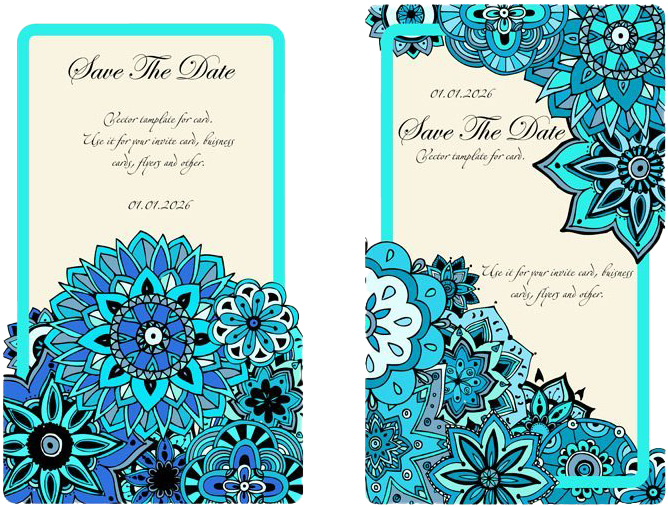 Save The Date
Vector tamplate for card.
Use it for your invite card, buisness
cards, flyers and other.
01.01.2026
01.01.2026
Save The Date
Vector tamplate for card.
Use it for your invite card, buisness
cards, flyers and other.